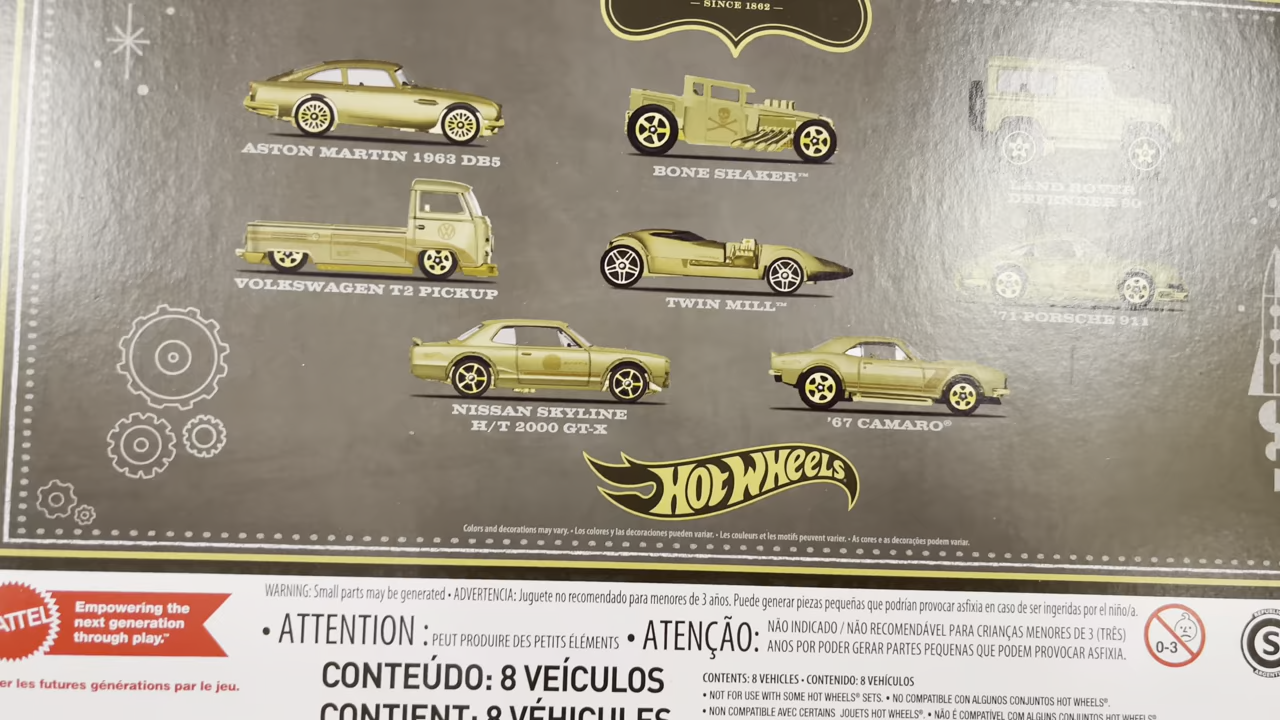 — SINCE 1862 —
ASTON MARTIN 1963 DB5
BONE SHAKER™
LAND ROVER
DEFENDER 90
VOLKSWAGEN T2 PICKUP
TWIN MILL™
'71 PORSCHE 911
NISSAN SKYLINE
H/T 2000 GT-X
'67 CAMARO®
HOT WHEELS
Colors and decorations may vary. • Los colores y las decoraciones pueden variar. • Les couleurs et les motifs peuvent varier. • As cores e as decorações podem variar.
WARNING: Small parts may be generated • ADVERTENCIA: Juguete no recomendado para menores de 3 años. Puede generar piezas pequeñas que podrían provocar asfixia en caso de ser ingeridas por el niño/a.
ATTEL
Empowering the
next generation
through play.™
er les futures générations par le jeu.
• ATTENTION : PEUT PRODUIRE DES PETITS ÉLÉMENTS • ATENÇÃO: NÃO INDICADO / NÃO RECOMENDÁVEL PARA CRIANÇAS MENORES DE 3 (TRÊS)
ANOS POR PODER GERAR PARTES PEQUENAS QUE PODEM PROVOCAR ASFIXIA.
0-3
S
CONTEÚDO: 8 VEÍCULOS
CONTIENT: 8 VÉHICULES
CONTENTS: 8 VEHICLES • CONTENIDO: 8 VEHÍCULOS
• NOT FOR USE WITH SOME HOT WHEELS® SETS. • NO COMPATIBLE CON ALGUNOS CONJUNTOS HOT WHEELS®.
• NON COMPATIBLE AVEC CERTAINS JOUETS HOT WHEELS®. • NÃO É COMPATÍVEL COM ALGUNS CONJUNTOS HOT WHEELS®.